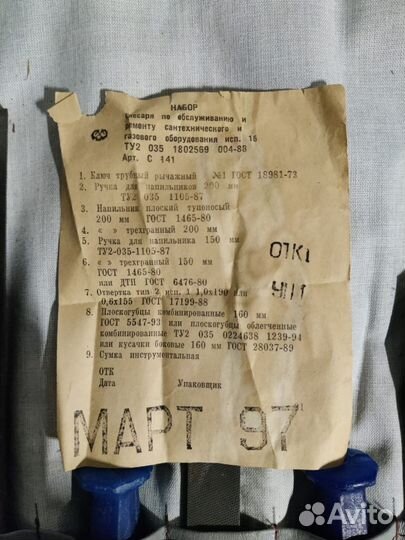 НАБОР
слесаря по обслуживанию и
ремонту сантехнического и
газового оборудования исп. 16
ТУ2 035 1802569 004-88
Арт. С 441
1. Ключ трубный рычажный №1 ГОСТ 18981-73
2. Ручка для напильников 200 мм
ТУ2 035 1105-87
3. Напильник плоский тупоносый
200 мм ГОСТ 1465-80
4. « » трехгранный 200 мм
5. Ручка для напильника 150 мм
ТУ2-035-1105-87
6. « » трехгранный 150 мм
ГОСТ 1465-80
или ДТП ГОСТ 6476-80
7. Отвертка тип 2 исп. 1 1,0х190 или
0,6х155 ГОСТ 17199-88
8. Плоскогубцы комбинированные 160 мм
ГОСТ 5547-93 или плоскогубцы облегченные
комбинированные ТУ2 035 0224638 1239-94
или кусачки боковые 160 мм ГОСТ 28037-89
9. Сумка инструментальная
ОТК
Дата Упаковщик
ОТК1
УП1
МАРТ 97
Avito